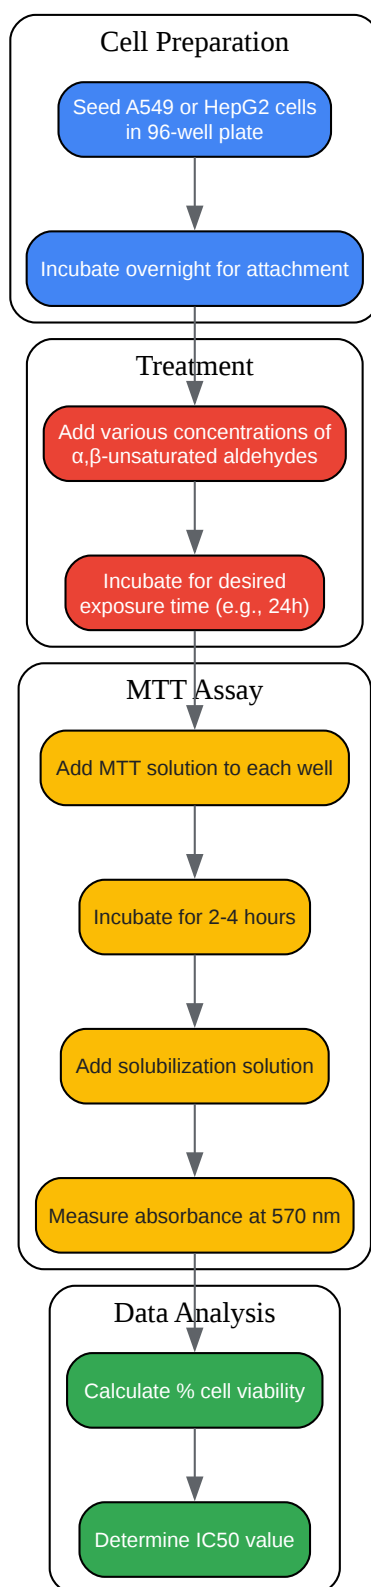 Cell Preparation
Seed A549 or HepG2 cells
in 96-well plate
Incubate overnight for attachment
Treatment
Add various concentrations of
α,β-unsaturated aldehydes
Incubate for desired
exposure time (e.g., 24h)
MTT Assay
Add MTT solution to each well
Incubate for 2-4 hours
Add solubilization solution
Measure absorbance at 570 nm
Data Analysis
Calculate % cell viability
Determine IC50 value